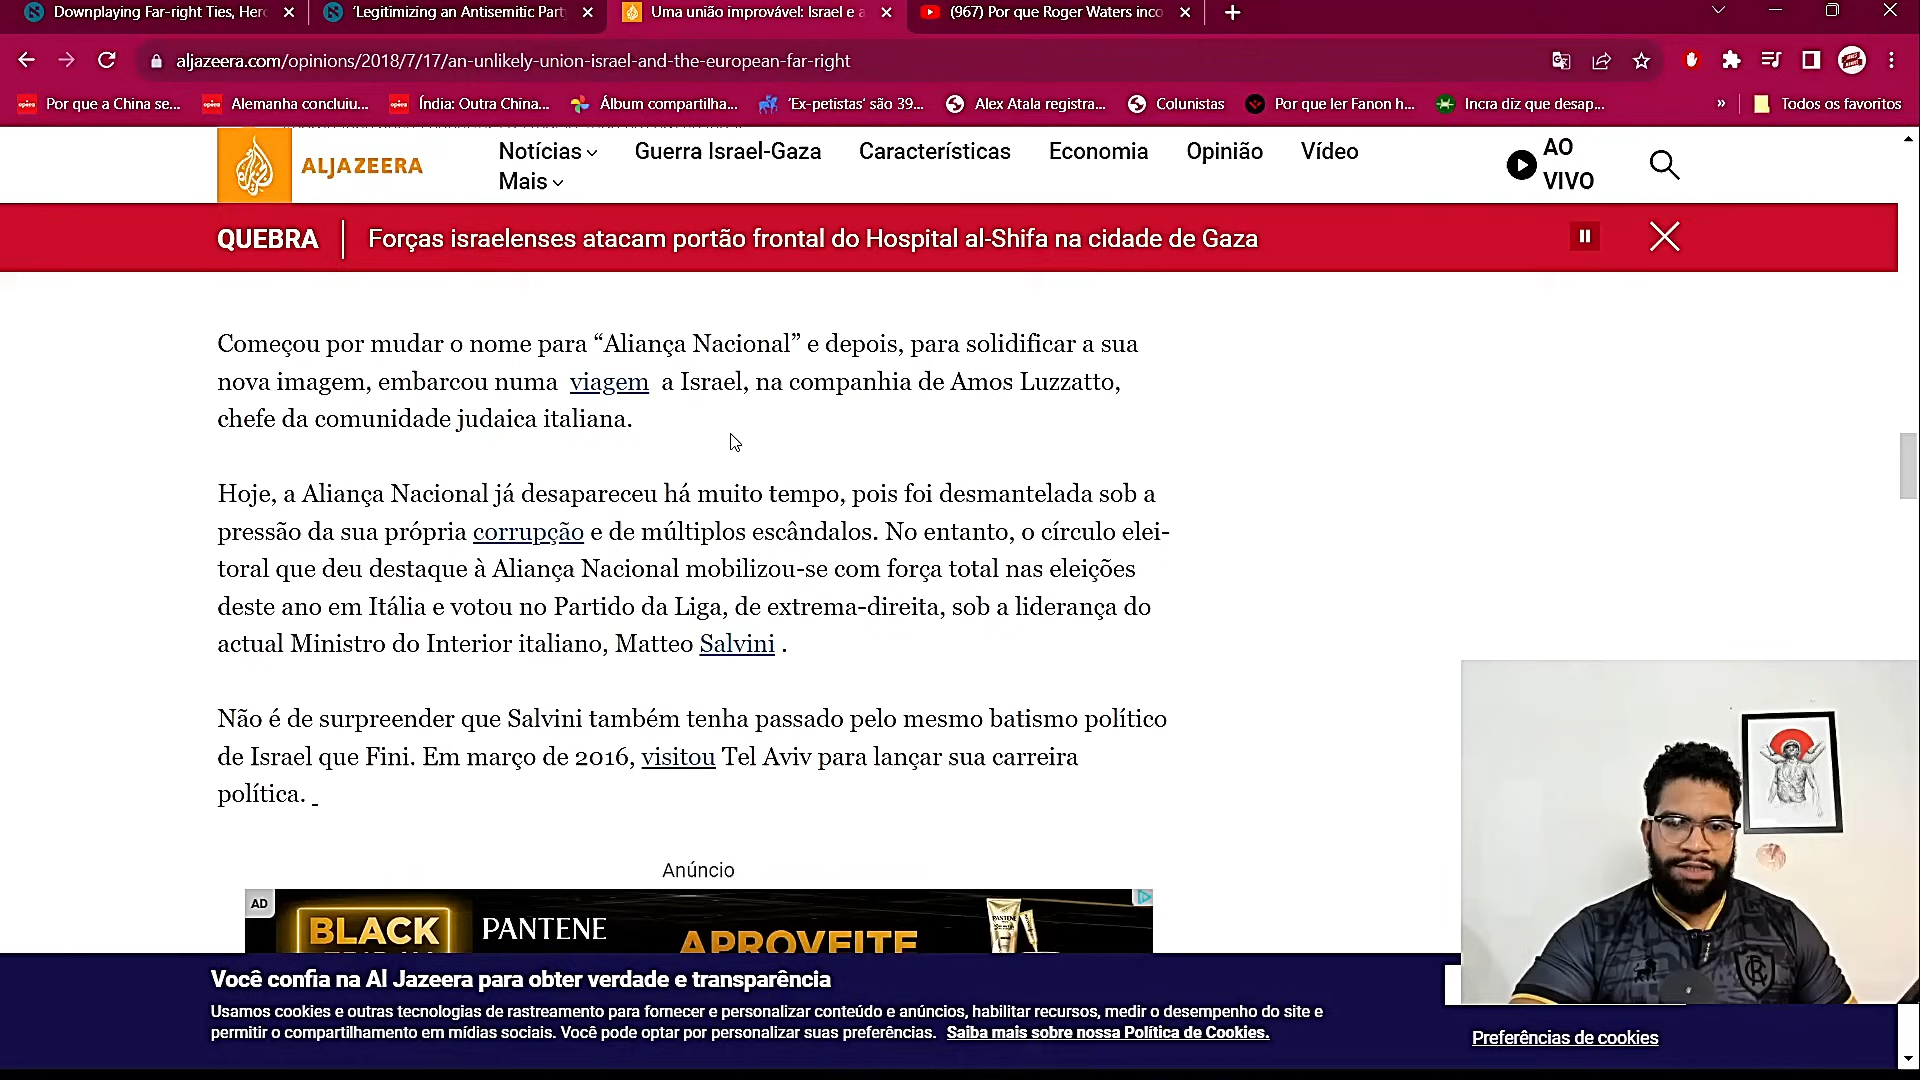 Downplaying Far-right Ties, Herc
'Legitimizing an Antisemitic Party
Uma união improvável: Israel e a
(967) Por que Roger Waters inco
aljazeera.com/opinions/2018/7/17/an-unlikely-union-israel-and-the-european-far-right
Por que a China se...
Alemanha concluiu...
Índia: Outra China...
Álbum compartilha...
'Ex-petistas' são 39...
Alex Atala registra...
Colunistas
Por que ler Fanon h...
Incra diz que desap...
»
Todos os favoritos
ALJAZEERA
Notícias
Guerra Israel-Gaza
Características
Economia
Opinião
Vídeo
Mais
AO
VIVO
QUEBRA
Forças israelenses atacam portão frontal do Hospital al-Shifa na cidade de Gaza
Começou por mudar o nome para “Aliança Nacional” e depois, para solidificar a sua
nova imagem, embarcou numa viagem a Israel, na companhia de Amos Luzzatto,
chefe da comunidade judaica italiana.
Hoje, a Aliança Nacional já desapareceu há muito tempo, pois foi desmantelada sob a
pressão da sua própria corrupção e de múltiplos escândalos. No entanto, o círculo elei-
toral que deu destaque à Aliança Nacional mobilizou-se com força total nas eleições
deste ano em Itália e votou no Partido da Liga, de extrema-direita, sob a liderança do
actual Ministro do Interior italiano, Matteo Salvini .
Não é de surpreender que Salvini também tenha passado pelo mesmo batismo político
de Israel que Fini. Em março de 2016, visitou Tel Aviv para lançar sua carreira
política.
Anúncio
AD
BLACK
PANTENE
APROVEITE
PANTENE
Você confia na Al Jazeera para obter verdade e transparência
Usamos cookies e outras tecnologias de rastreamento para fornecer e personalizar conteúdo e anúncios, habilitar recursos, medir o desempenho do site e
permitir o compartilhamento em mídias sociais. Você pode optar por personalizar suas preferências. Saiba mais sobre nossa Política de Cookies.
Preferências de cookies